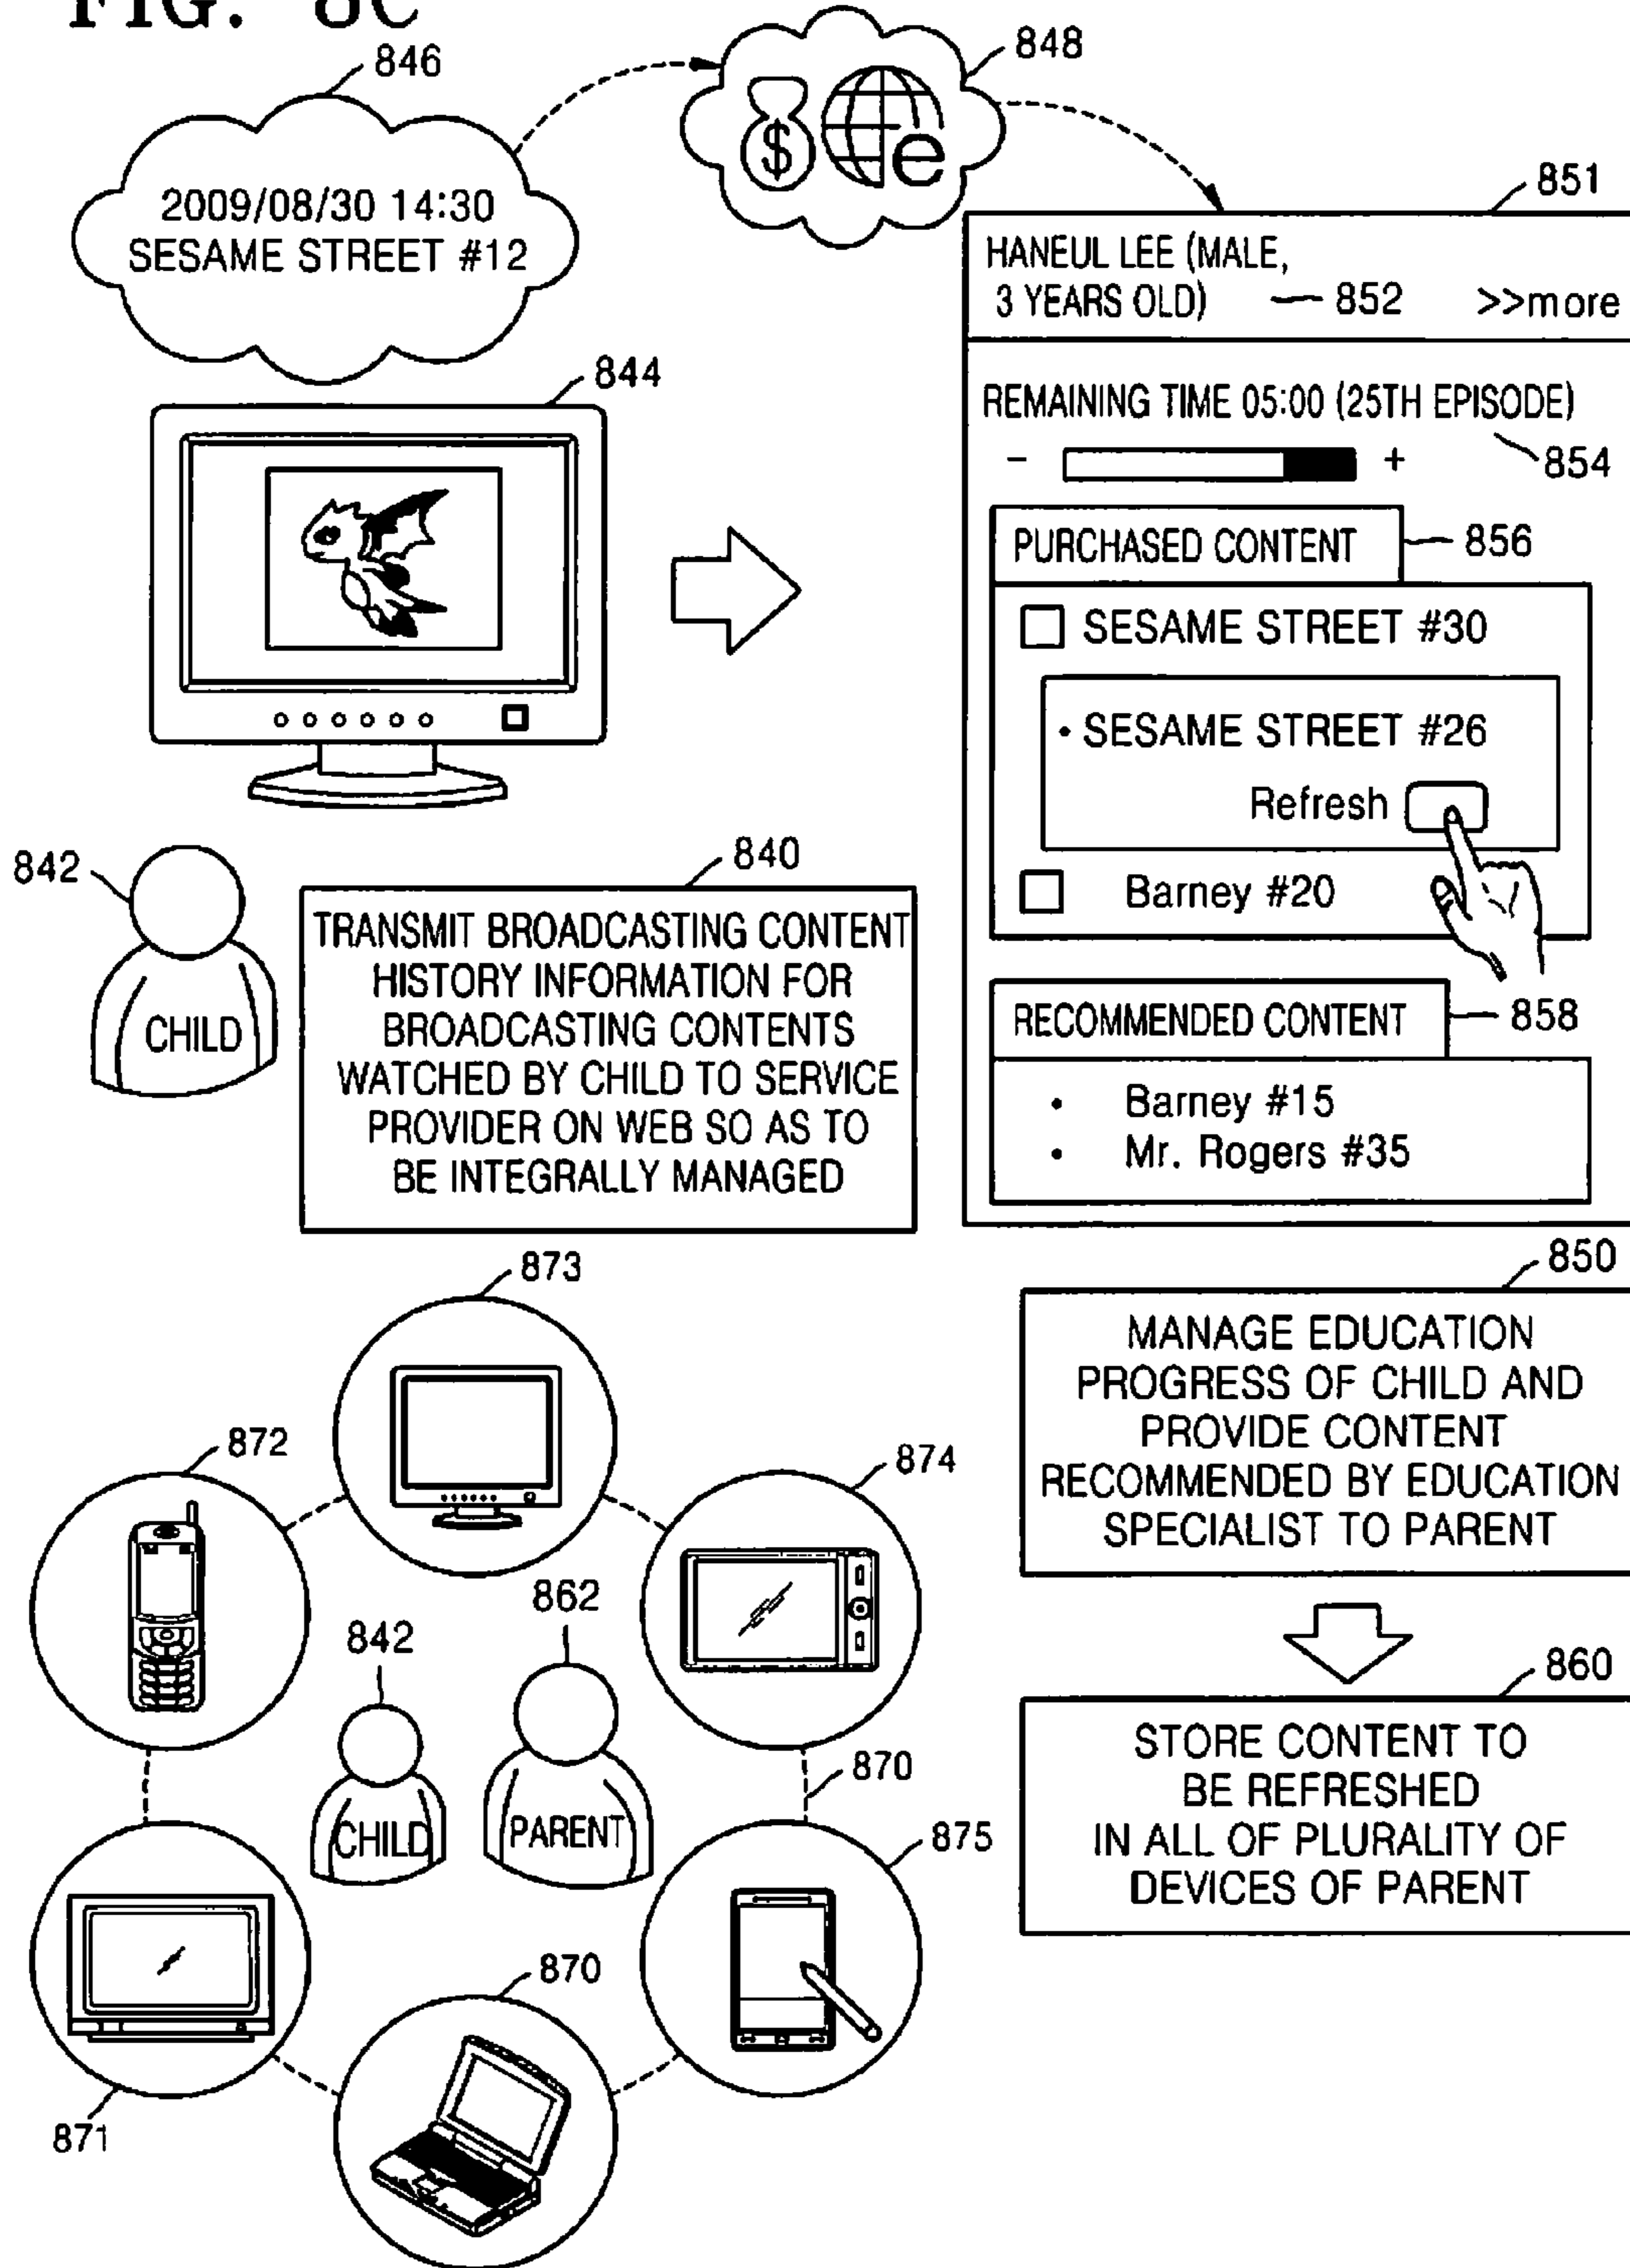 FIG. 8C
846
848
2009/08/30 14:30
SESAME STREET #12
$
e
851
HANEUL LEE (MALE,
3 YEARS OLD)
852
>>more
844
REMAINING TIME 05:00 (25TH EPISODE)
-
+
854
PURCHASED CONTENT
856
SESAME STREET #30
• SESAME STREET #26
Refresh
Barney #20
842
CHILD
840
TRANSMIT BROADCASTING CONTENT
HISTORY INFORMATION FOR
BROADCASTING CONTENTS
WATCHED BY CHILD TO SERVICE
PROVIDER ON WEB SO AS TO
BE INTEGRALLY MANAGED
RECOMMENDED CONTENT
858
• Barney #15
• Mr. Rogers #35
850
MANAGE EDUCATION
PROGRESS OF CHILD AND
PROVIDE CONTENT
RECOMMENDED BY EDUCATION
SPECIALIST TO PARENT
860
STORE CONTENT TO
BE REFRESHED
IN ALL OF PLURALITY OF
DEVICES OF PARENT
873
872
874
862
842
CHILD
PARENT
870
875
870
871